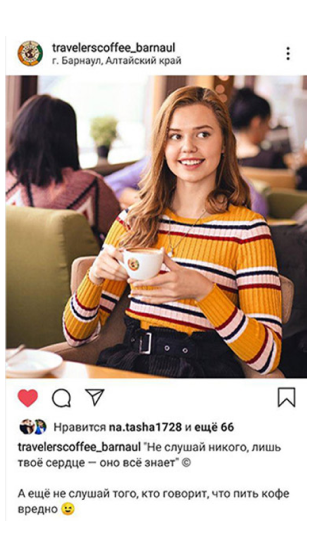 travelerscoffee_barnaul
г. Барнаул, Алтайский край
Нравится na.tasha1728 и ещё 66
travelerscoffee_barnaul "Не слушай никого, лишь
твоё сердце — оно всё знает" ©
А ещё не слушай того, кто говорит, что пить кофе
вредно 😉